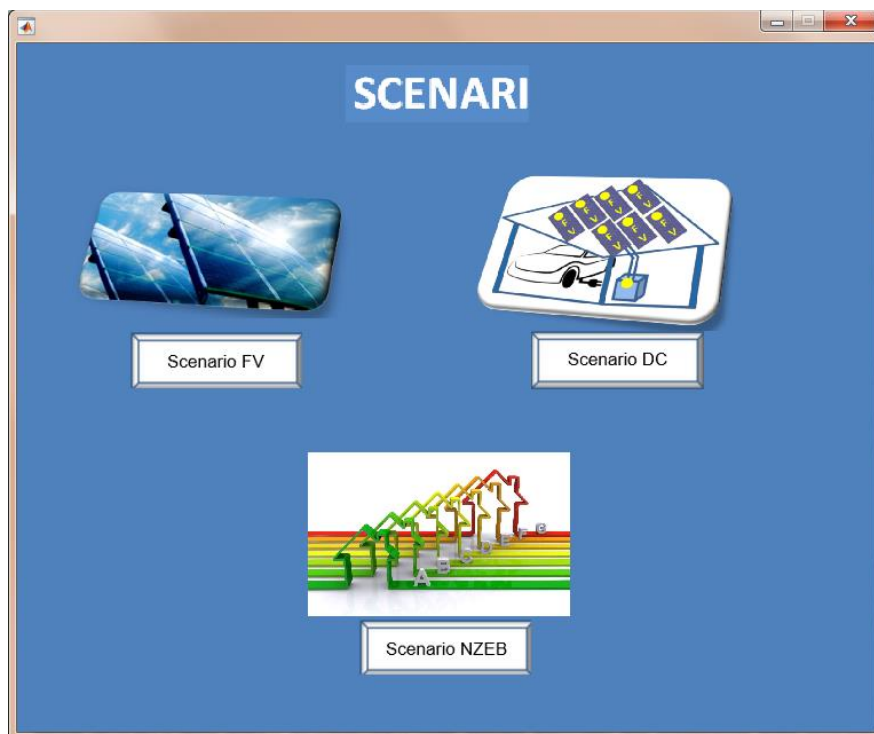 SCENARI
F V
F V
F V
F V
F V
F V
F V
Scenario FV
Scenario DC
A B C D E F G
Scenario NZEB